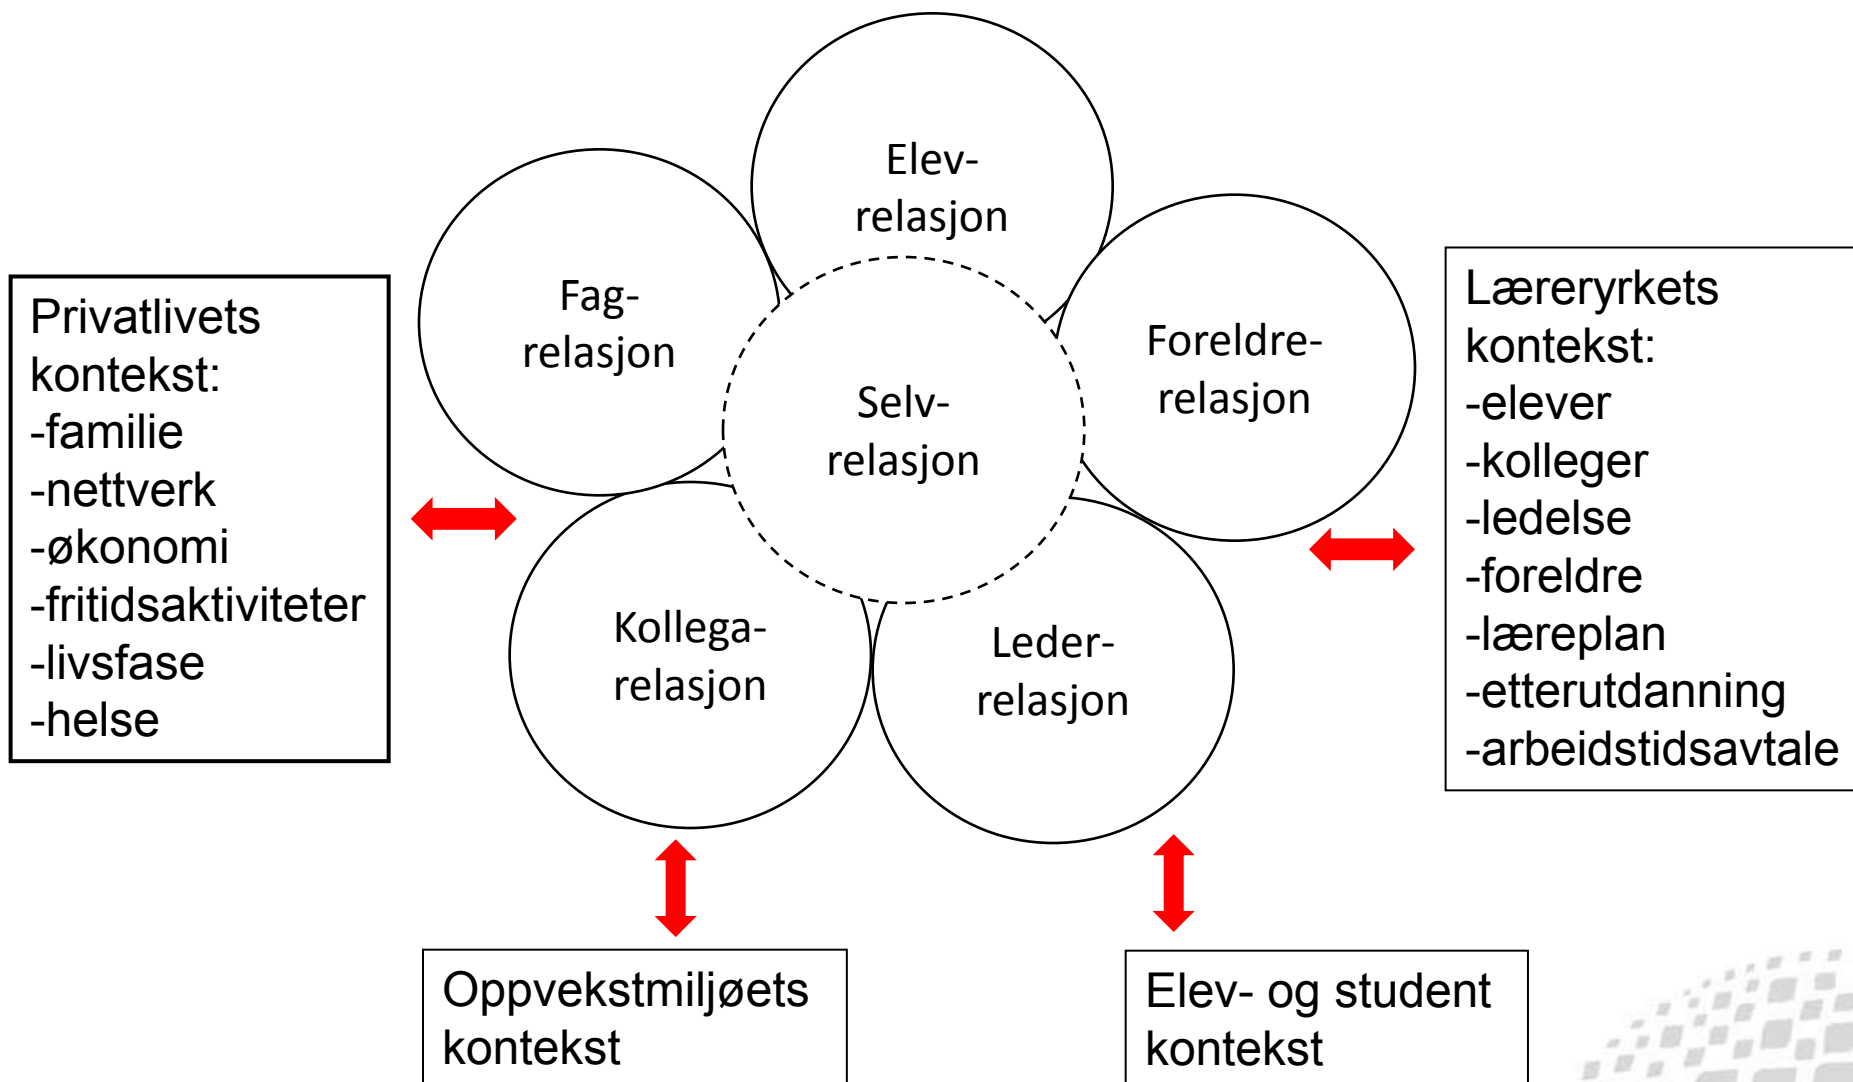 Elev-
relasjon
Fag-
relasjon
Foreldre-
relasjon
Selv-
relasjon
Kollega-
relasjon
Leder-
relasjon
Privatlivets
kontekst:
-familie
-nettverk
-økonomi
-fritidsaktiviteter
-livsfase
-helse
Læreryrkets
kontekst:
-elever
-kolleger
-ledelse
-foreldre
-læreplan
-etterutdanning
-arbeidstidsavtale
Oppvekstmiljøets
kontekst
Elev- og student
kontekst